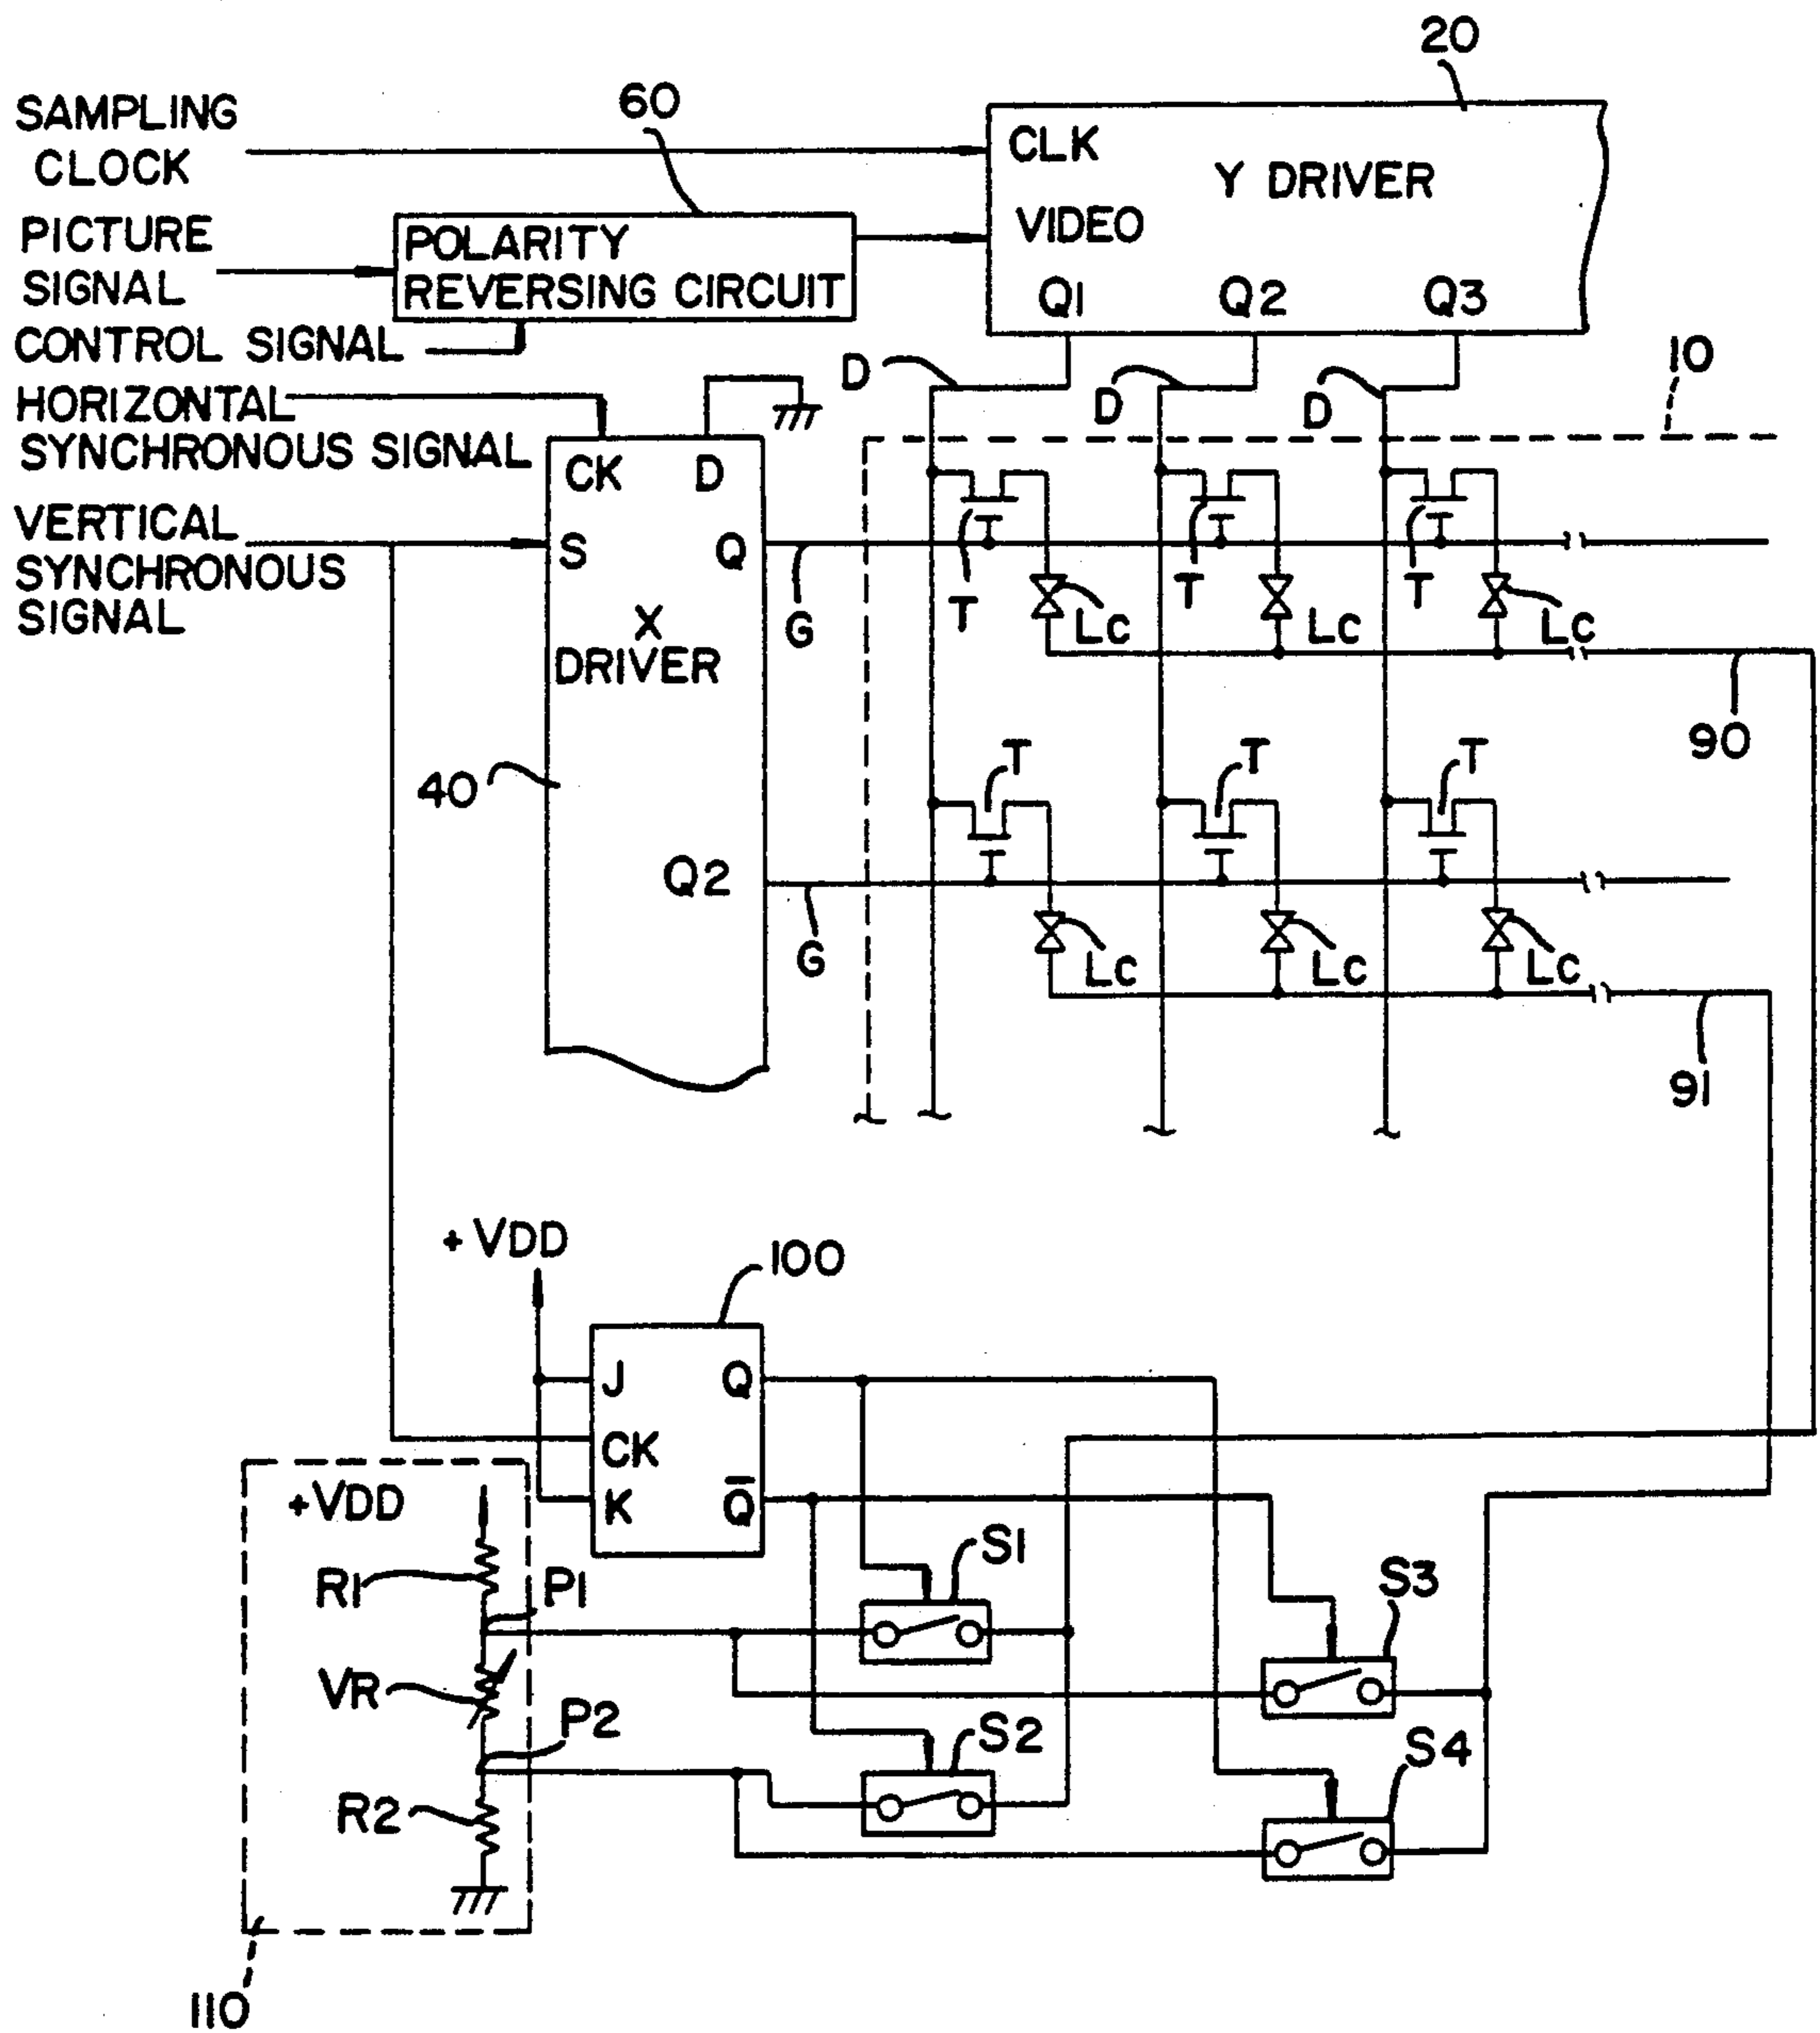 20
60
SAMPLING
CLOCK
CLK
Y DRIVER
PICTURE
SIGNAL
POLARITY
REVERSING CIRCUIT
VIDEO
Q1 Q2 Q3
CONTROL SIGNAL
D D D
10
HORIZONTAL
SYNCHRONOUS SIGNAL
CK D
VERTICAL
SYNCHRONOUS
SIGNAL
S Q
G
T T T
X
DRIVER
LC LC LC
90
40
T T T
Q2
G
LC LC LC
91
+VDD
100
J Q
CK
K Q̅
+VDD
R1
P1
S1
S3
VR
P2
S2
S4
R2
110